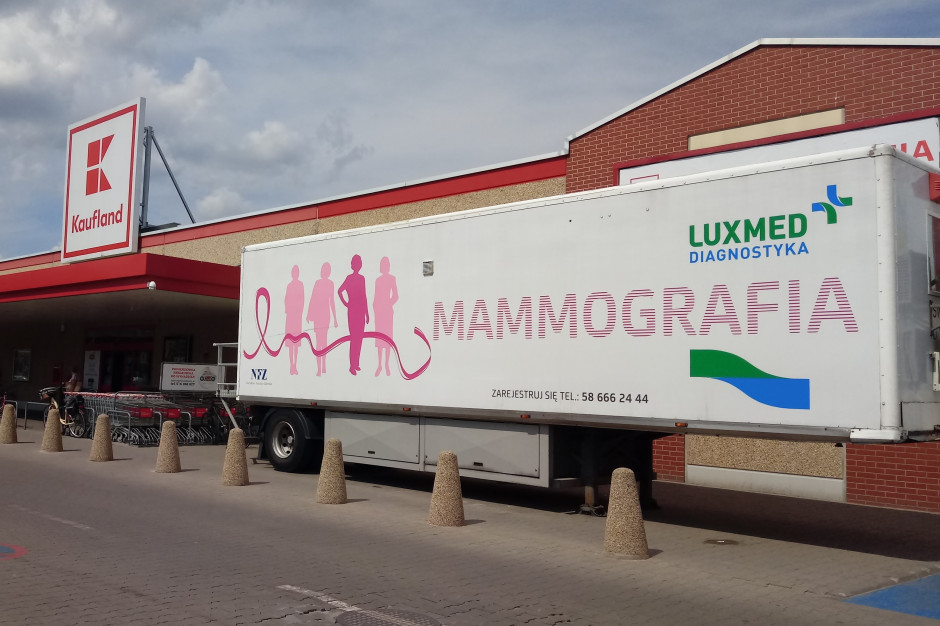 Kaufland
LUXMED
DIAGNOSTYKA
MAMMOGRAFIA
NFZ
ZAREJESTRUJ SIĘ TEL.: 58 666 24 44